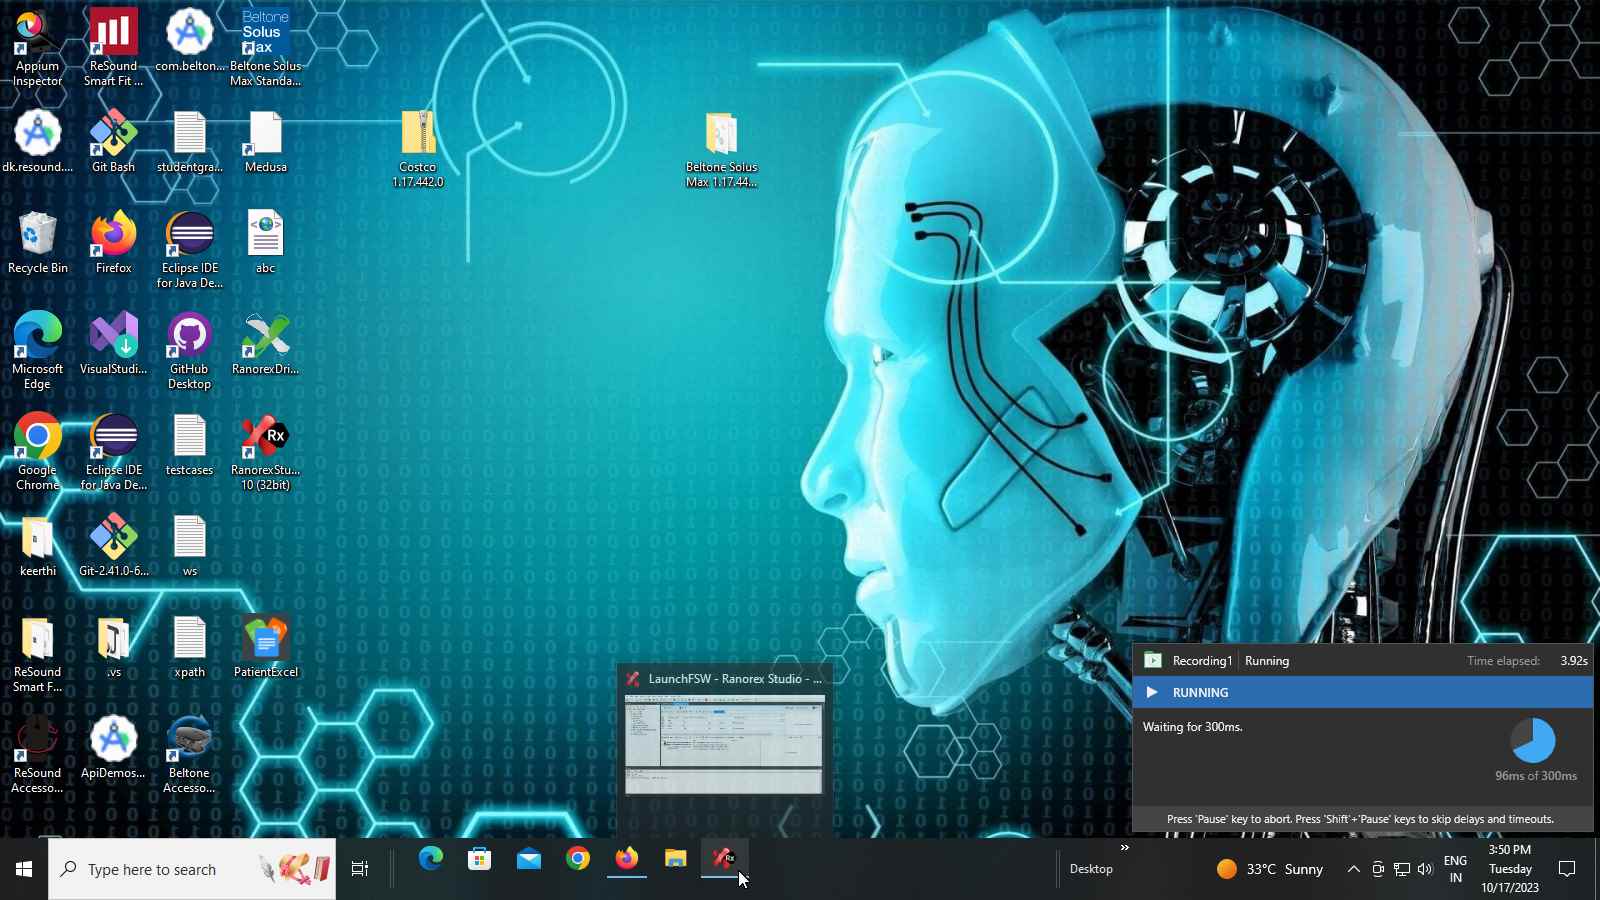 Appium
Inspector
ReSound
Smart Fit ...
com.belton...
Beltone
Solus
Max
Beltone Solus
Max Standa...
dk.resound....
Git Bash
studentgra...
Medusa
Costco
1.17.442.0
Beltone Solus
Max 1.17.44...
Recycle Bin
Firefox
Eclipse IDE
for Java De...
abc
Microsoft
Edge
VisualStudi...
GitHub
Desktop
RanorexDri...
Google
Chrome
Eclipse IDE
for Java De...
testcases
Rx
RanorexStu...
10 (32bit)
keerthi
Git-2.41.0-6...
ws
ReSound
Smart F...
.vs
xpath
PatientExcel
ReSound
Accesso...
ApiDemos...
Beltone
Accesso...
LaunchFSW - Ranorex Studio - ...
Recording1 Running Time elapsed: 3.92s
RUNNING
Waiting for 300ms.
96ms of 300ms
Press 'Pause' key to abort. Press 'Shift'+'Pause' keys to skip delays and timeouts.
Type here to search
Rx
Desktop
33°C Sunny
ENG
IN
3:50 PM
Tuesday
10/17/2023